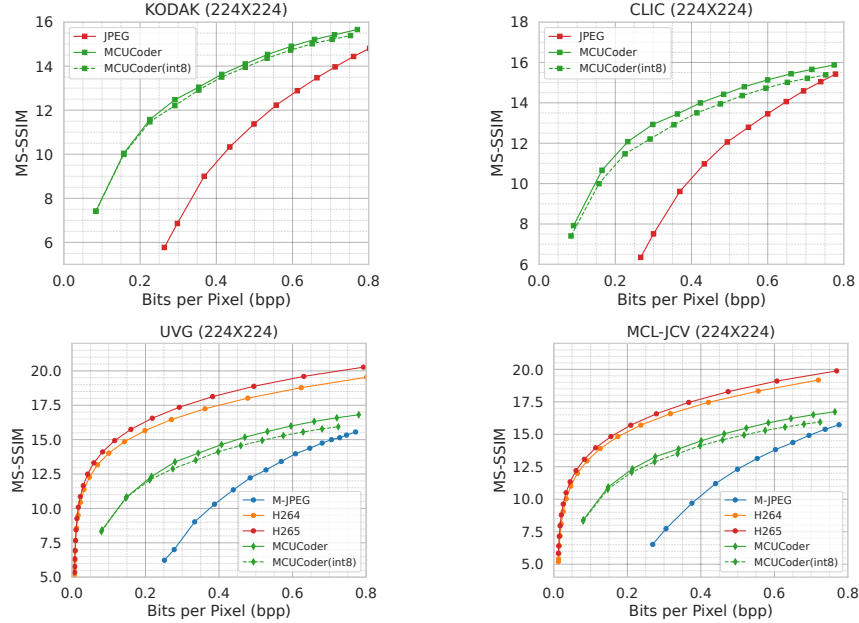 KODAK (224X224)
MS-SSIM
16
14
12
10
8
6
JPEG
MCUCoder
MCUCoder(int8)
0.0 0.2 0.4 0.6 0.8
Bits per Pixel (bpp)
CLIC (224X224)
MS-SSIM
18
16
14
12
10
8
6
JPEG
MCUCoder
MCUCoder(int8)
0.0 0.2 0.4 0.6 0.8
Bits per Pixel (bpp)
UVG (224X224)
MS-SSIM
20.0
17.5
15.0
12.5
10.0
7.5
5.0
M-JPEG
H264
H265
MCUCoder
MCUCoder(int8)
0.0 0.2 0.4 0.6 0.8
Bits per Pixel (bpp)
MCL-JCV (224X224)
MS-SSIM
20.0
17.5
15.0
12.5
10.0
7.5
5.0
M-JPEG
H264
H265
MCUCoder
MCUCoder(int8)
0.0 0.2 0.4 0.6 0.8
Bits per Pixel (bpp)